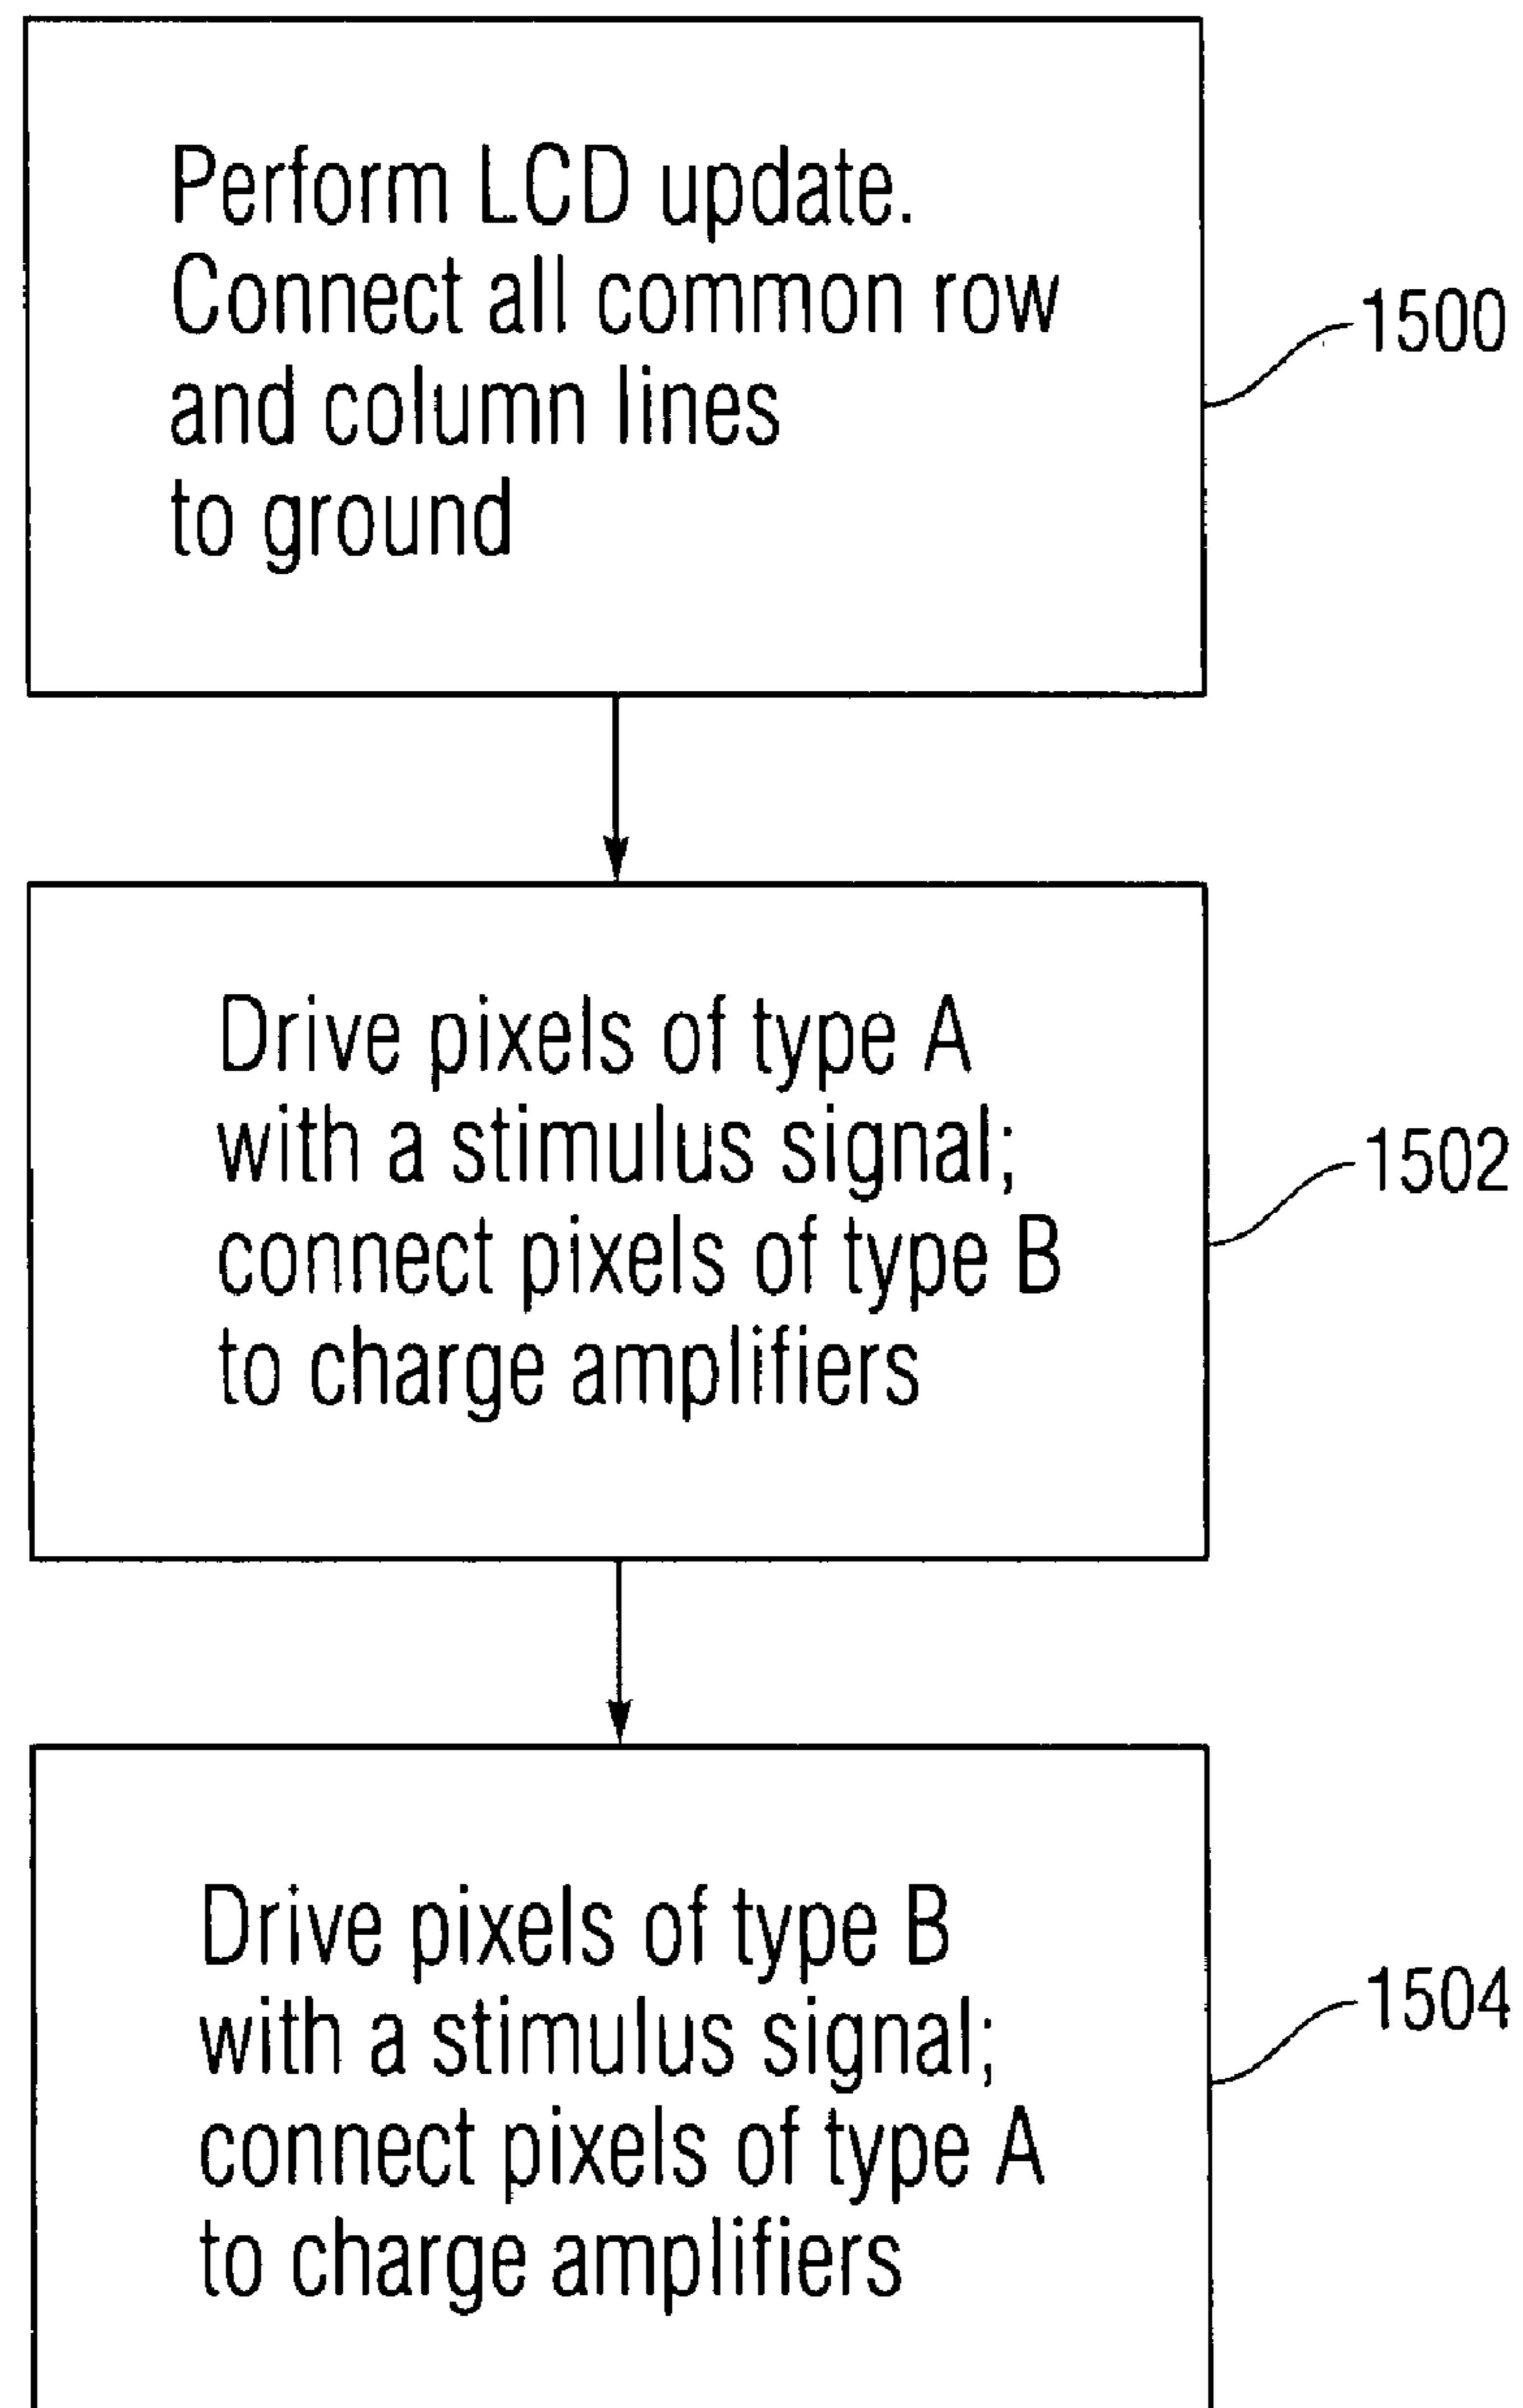 Perform LCD update.
Connect all common row
and column lines
to ground
1500
Drive pixels of type A
with a stimulus signal;
connect pixels of type B
to charge amplifiers
1502
Drive pixels of type B
with a stimulus signal;
connect pixels of type A
to charge amplifiers
1504